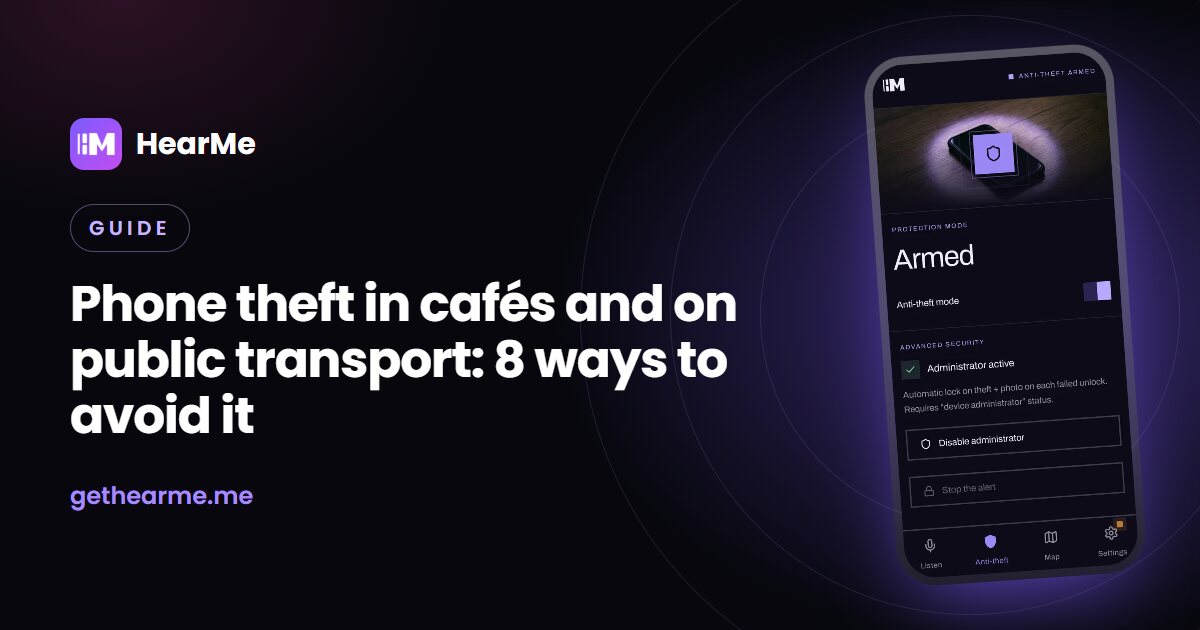 HM HearMe
GUIDE
Phone theft in cafés and on
public transport: 8 ways to
avoid it
gethearme.me
HM
ANTI-THEFT ARMED
PROTECTION MODE
Armed
Anti-theft mode
ADVANCED SECURITY
Administrator active
Automatic lock on theft + photo on each failed unlock.
Requires "device administrator" status.
Disable administrator
Stop the alert
Listen Anti-theft Map Settings